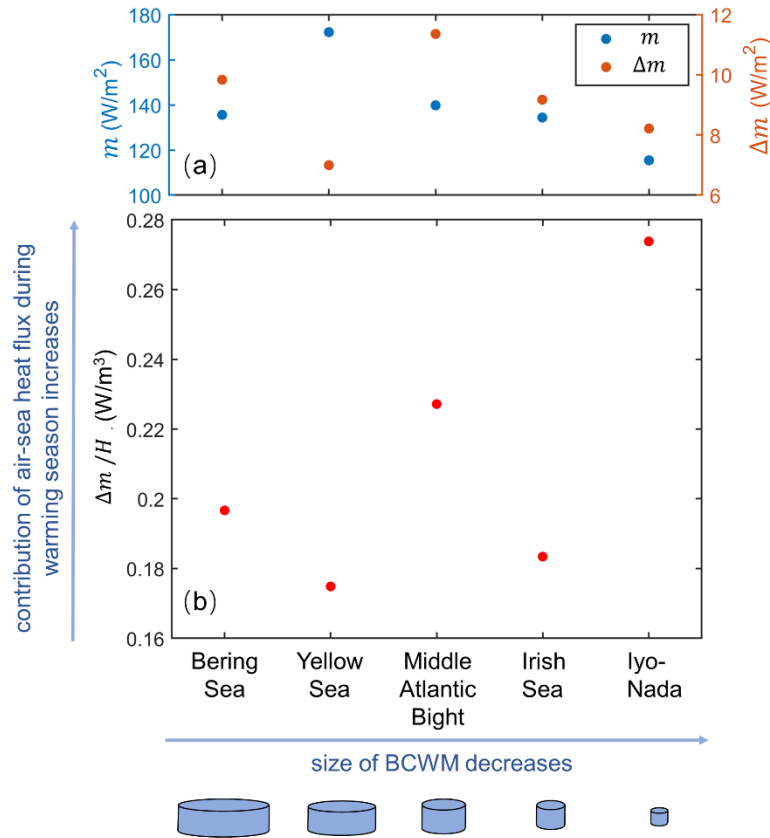 180
160
140
120
100
m (W/m²)
12
10
8
6
Δm (W/m²)
m
Δm
(a)
0.28
0.26
0.24
0.22
0.2
0.18
0.16
Δm/H . (W/m³)
(b)
contribution of air-sea heat flux during
warming season increases
Bering
Sea
Yellow
Sea
Middle
Atlantic
Bight
Irish
Sea
Iyo-
Nada
size of BCWM decreases